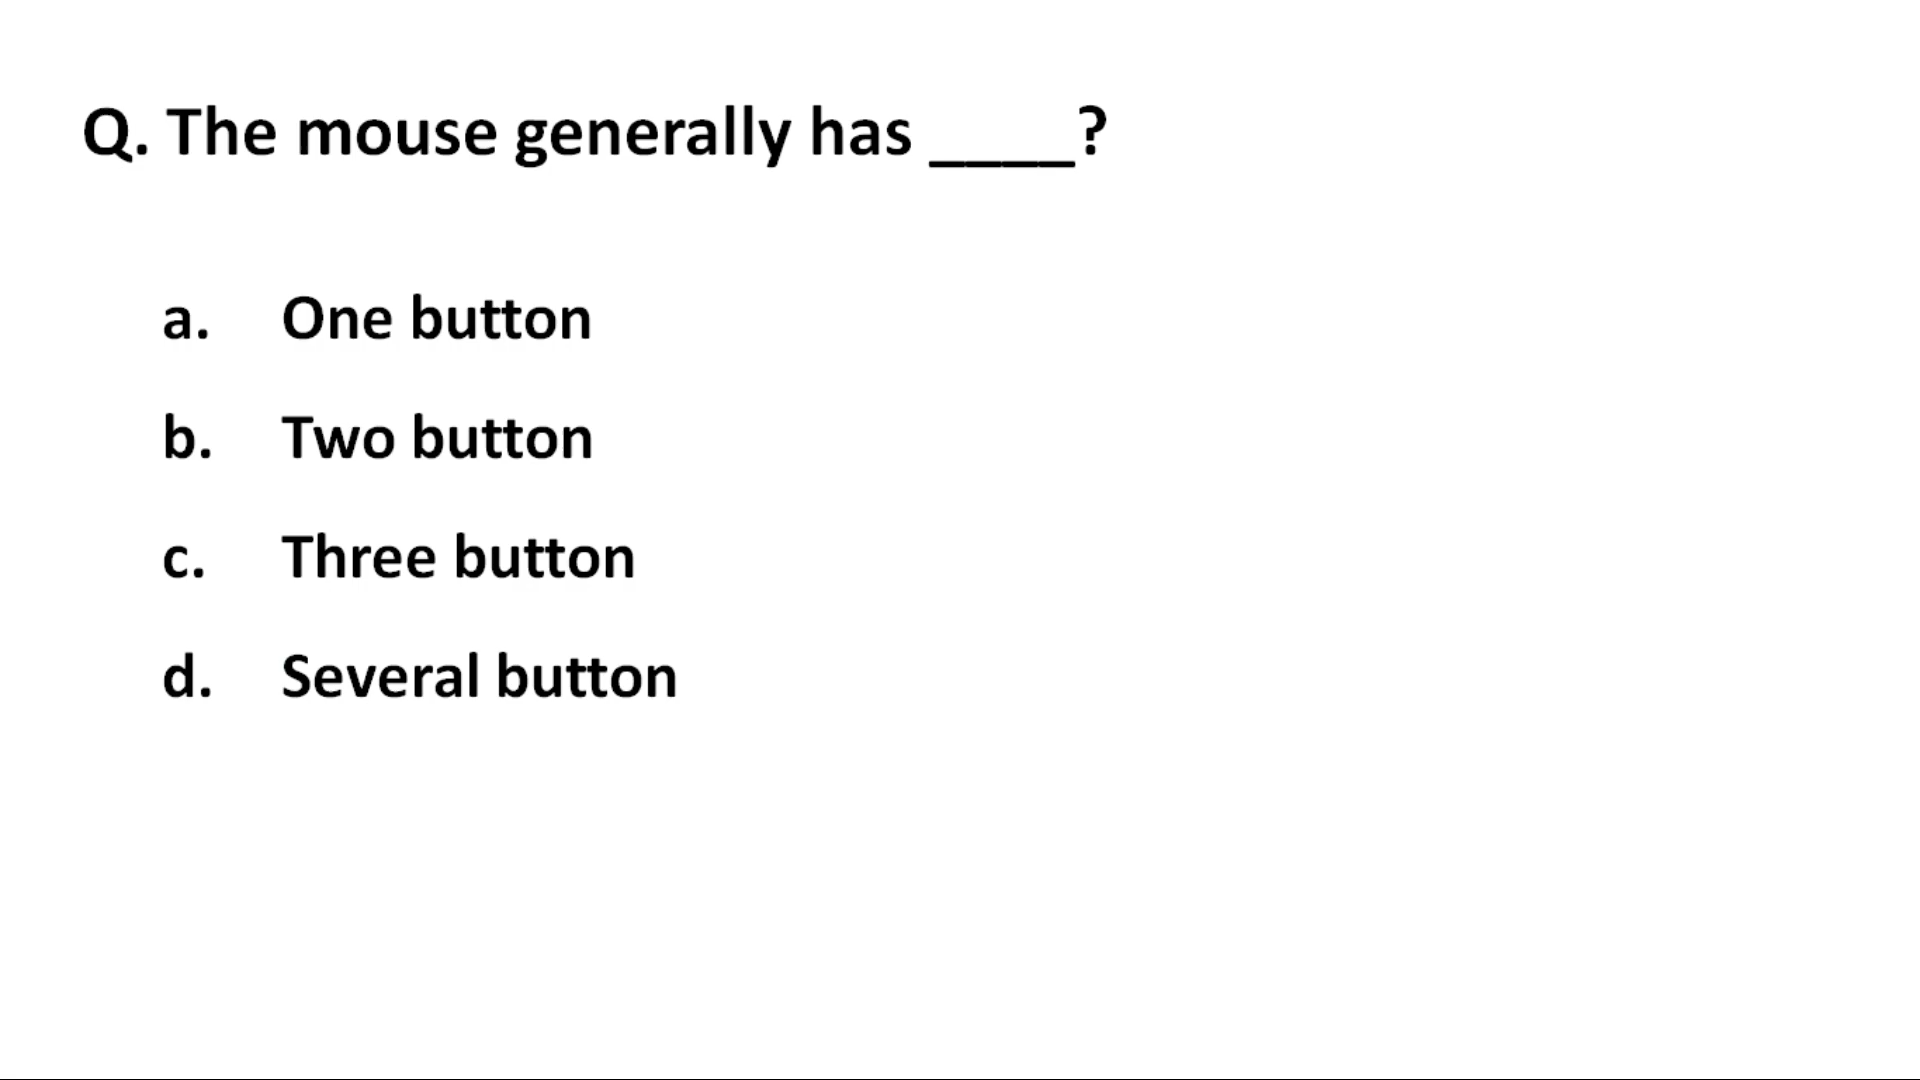 Q. The mouse generally has ____?
a. One button
b. Two button
c. Three button
d. Several button